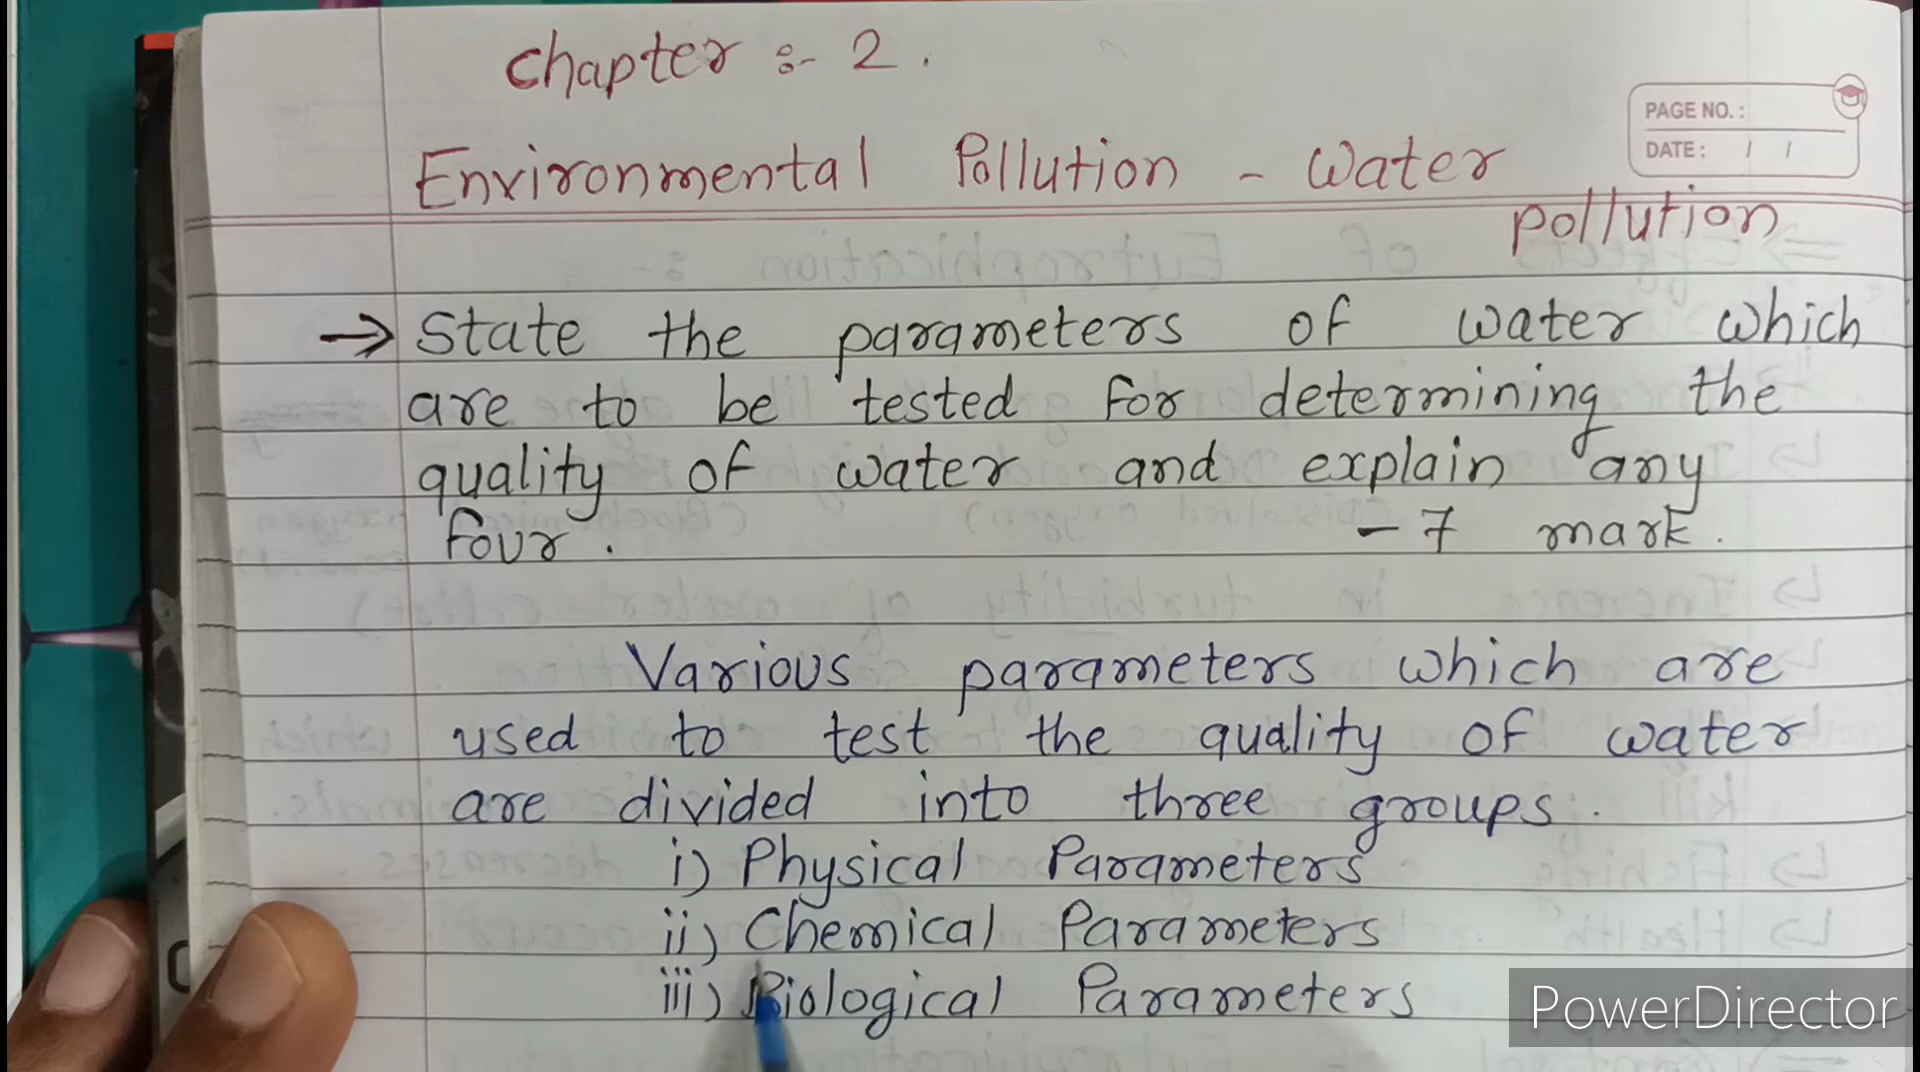 Chapter :- 2.
PAGE NO. :
DATE : / /
Environmental Pollution - Water
pollution
→ State the parameters of water which
are to be tested for determining the
quality of water and explain any
four. - 7 mark.
Various parameters which are
used to test the quality of water
are divided into three groups.
i) Physical Parameters
ii) Chemical Parameters
iii) Biological Parameters
PowerDirector